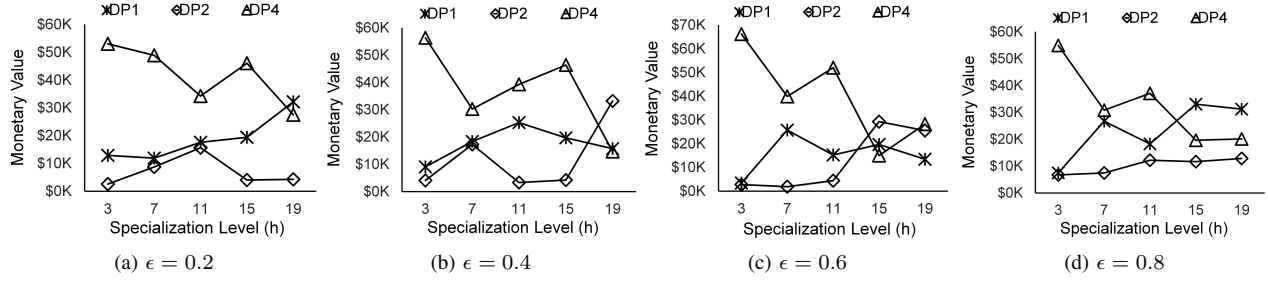 DP1 DP2 DP4
$60K
$50K
$40K
$30K
$20K
$10K
$0K
Monetary Value
3 7 11 15 19
Specialization Level (h)
(a) ϵ = 0.2
DP1 DP2 DP4
$60K
$50K
$40K
$30K
$20K
$10K
$0K
Monetary Value
3 7 11 15 19
Specialization Level (h)
(b) ϵ = 0.4
DP1 DP2 DP4
$70K
$60K
$50K
$40K
$30K
$20K
$10K
$0K
Monetary Value
3 7 11 15 19
Specialization Level (h)
(c) ϵ = 0.6
DP1 DP2 DP4
$60K
$50K
$40K
$30K
$20K
$10K
$0K
Monetary Value
3 7 11 15 19
Specialization Level (h)
(d) ϵ = 0.8